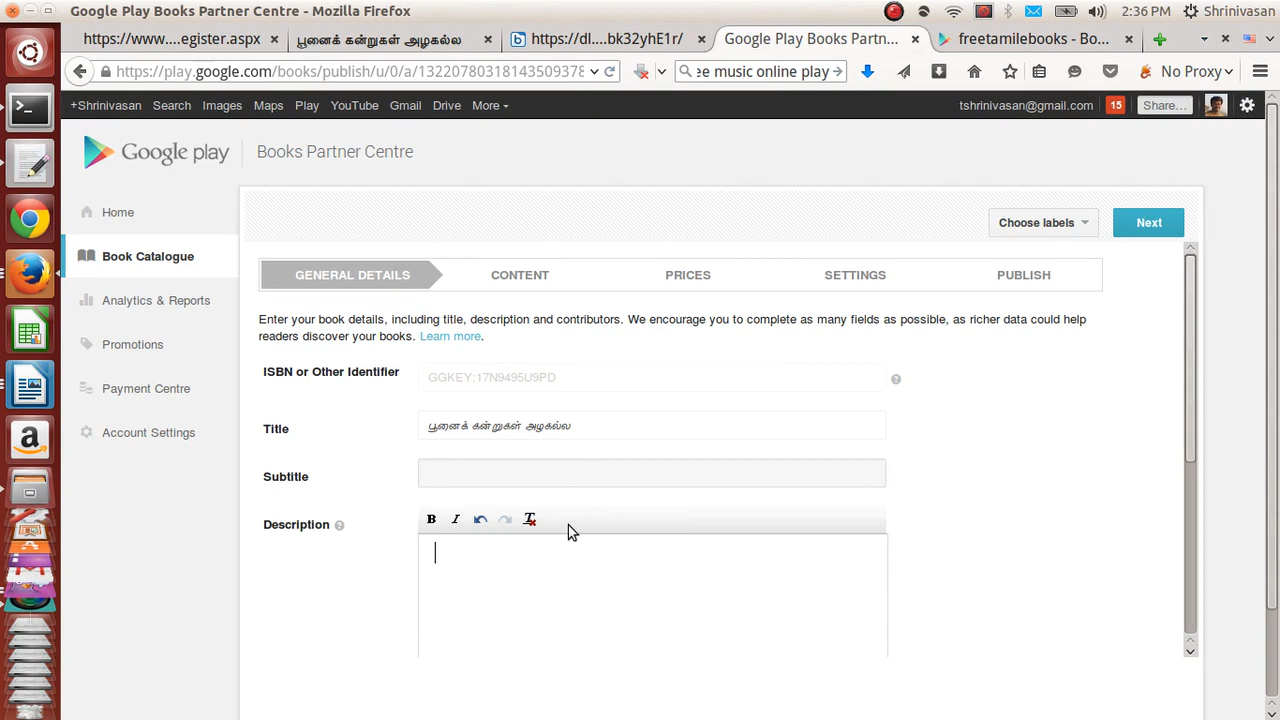 Google Play Books Partner Centre - Mozilla Firefox
2:36 PM Shrinivasan
https://www....egister.aspx
பூனைக் கன்றுகள் அழகல்ல
https://dl....bk32yhE1r/
Google Play Books Partn...
freetamilebooks - Bo...
https://play.google.com/books/publish/u/0/a/13220780318143509378
ee music online play
No Proxy
+Shrinivasan Search Images Maps Play YouTube Gmail Drive More
tshrinivasan@gmail.com 15 Share...
Google play Books Partner Centre
Home
Book Catalogue
Analytics & Reports
Promotions
Payment Centre
Account Settings
Choose labels Next
GENERAL DETAILS CONTENT PRICES SETTINGS PUBLISH
Enter your book details, including title, description and contributors. We encourage you to complete as many fields as possible, as richer data could help
readers discover your books. Learn more.
ISBN or Other Identifier GGKEY:17N9495U9PD
Title பூனைக் கன்றுகள் அழகல்ல
Subtitle
Description
B I